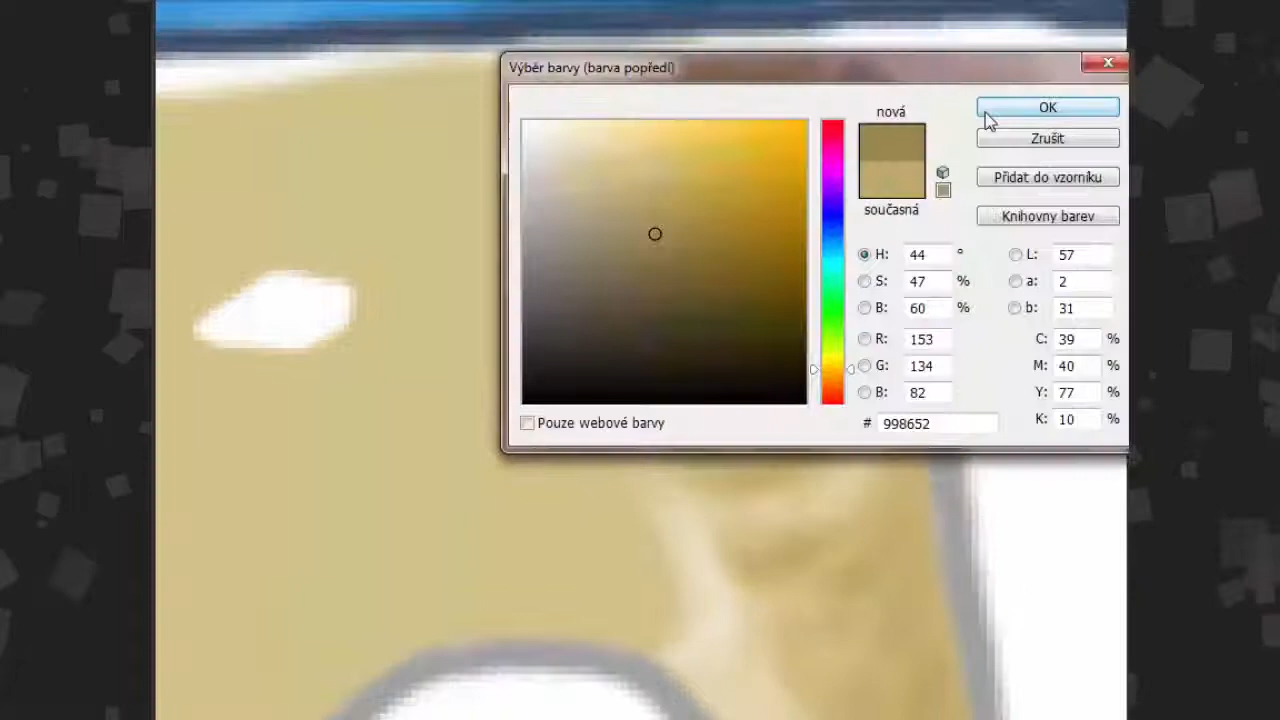 Výběr barvy (barva popředí)
nová
OK
Zrušit
Přidat do vzorníku
současná
Knihovny barev
H: 44 °
L: 57
S: 47 %
a: 2
B: 60 %
b: 31
R: 153
C: 39 %
G: 134
M: 40 %
B: 82
Y: 77 %
Pouze webové barvy
# 998652
K: 10 %